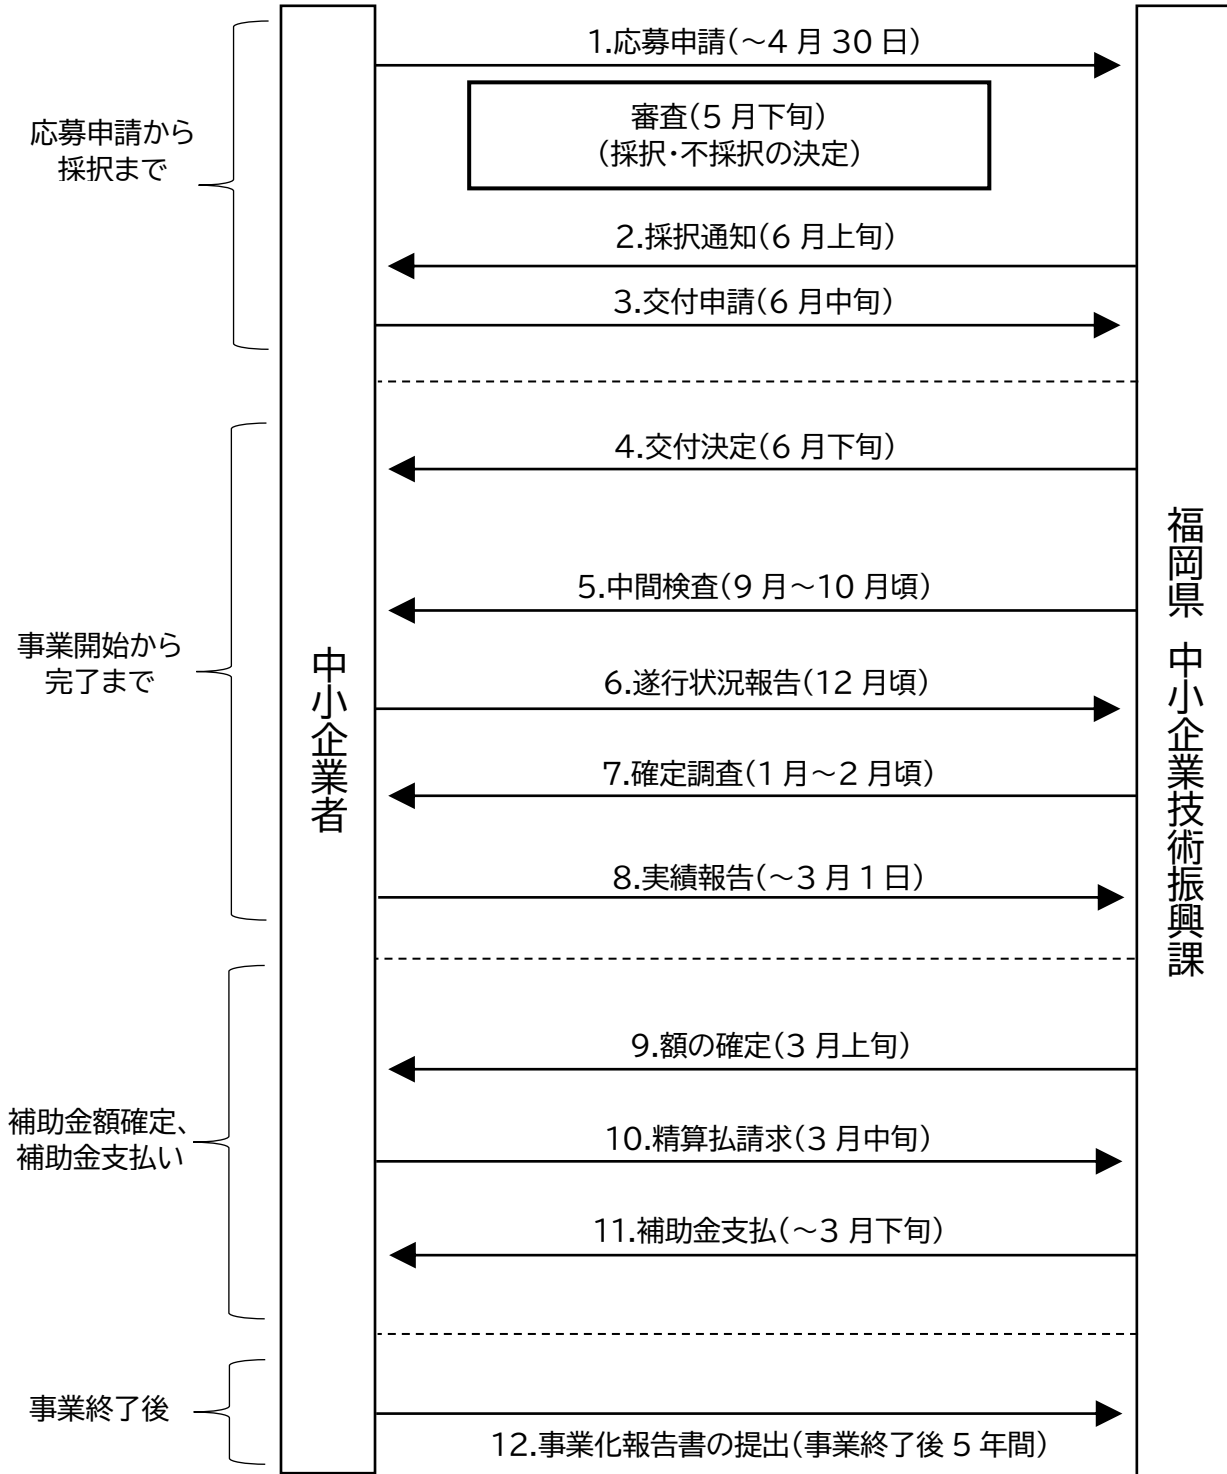 1.応募申請(～4月30日)
審査(5月下旬)
(採択・不採択の決定)
応募申請から
採択まで
2.採択通知(6月上旬)
3.交付申請(6月中旬)
4.交付決定(6月下旬)
5.中間検査(9月～10月頃)
事業開始から
完了まで
6.遂行状況報告(12月頃)
7.確定調査(1月～2月頃)
8.実績報告(～3月1日)
中小企業者
福岡県 中小企業技術振興課
9.額の確定(3月上旬)
補助金額確定、
補助金支払い
10.精算払請求(3月中旬)
11.補助金支払(～3月下旬)
事業終了後
12.事業化報告書の提出(事業終了後5年間)